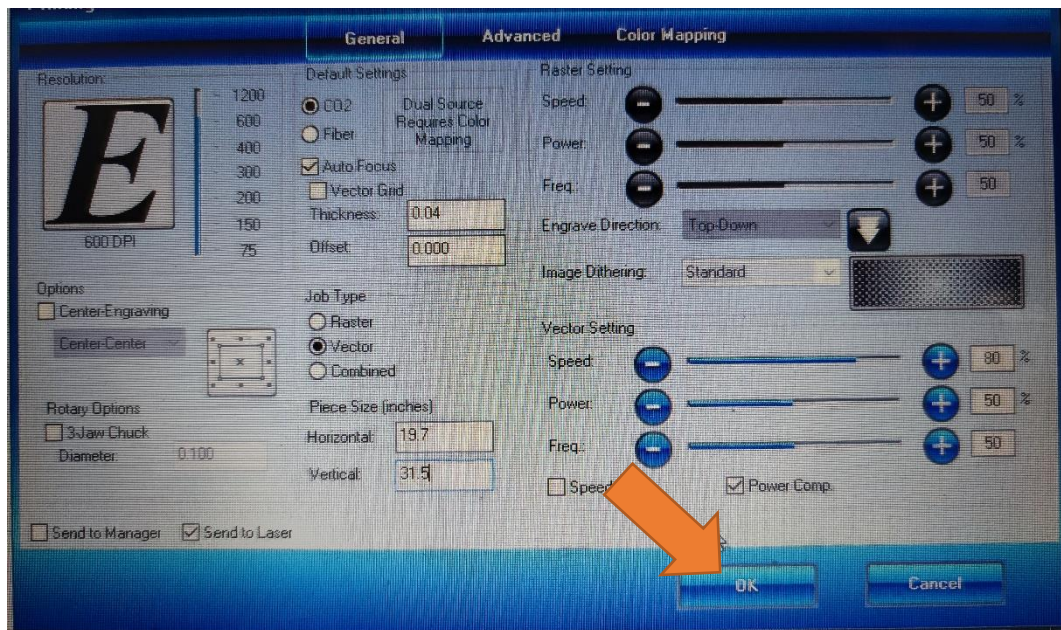 General Advanced Color Mapping
Resolution:
1200
600
400
300
200
150
75
E
600 DPI
Options
Center-Engraving
Center-Center
Rotary Options
3-Jaw Chuck
Diameter: 0.100
Send to Manager Send to Laser
Default Settings
CO2
Fiber
Dual Source
Requires Color
Mapping
Auto Focus
Vector Grid
Thickness: 0.04
Offset: 0.000
Job Type
Raster
Vector
Combined
Piece Size (inches)
Horizontal: 19.7
Vertical: 31.5
Raster Setting
Speed: - + 50 %
Power: - + 50 %
Freq.: - + 50
Engrave Direction: Top-Down
Image Dithering: Standard
Vector Setting
Speed: - + 80 %
Power: - + 50 %
Freq.: - + 50
Speed Power Comp.
OK Cancel